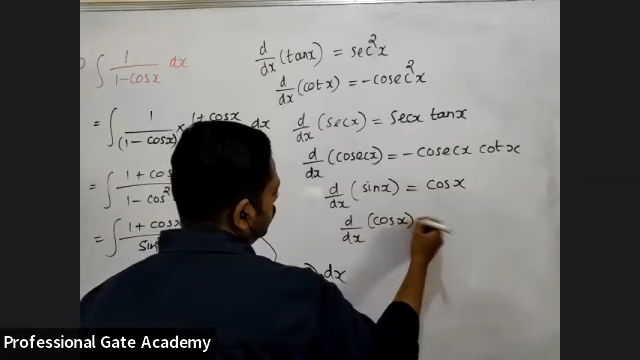 ∫ 1/(1-cosx) dx
= ∫ 1/(1-cosx) × 1+cosx dx
= ∫ 1+cos / 1-cos²
= ∫ 1+cosx / Sin
dx
d/dx (tanx) = sec²x
d/dx (cotx) = -cosec²x
d/dx (secx) = secx tanx
d/dx (cosecx) = -cosecx cotx
d/dx (sinx) = cosx
d/dx (cosx)
Professional Gate Academy